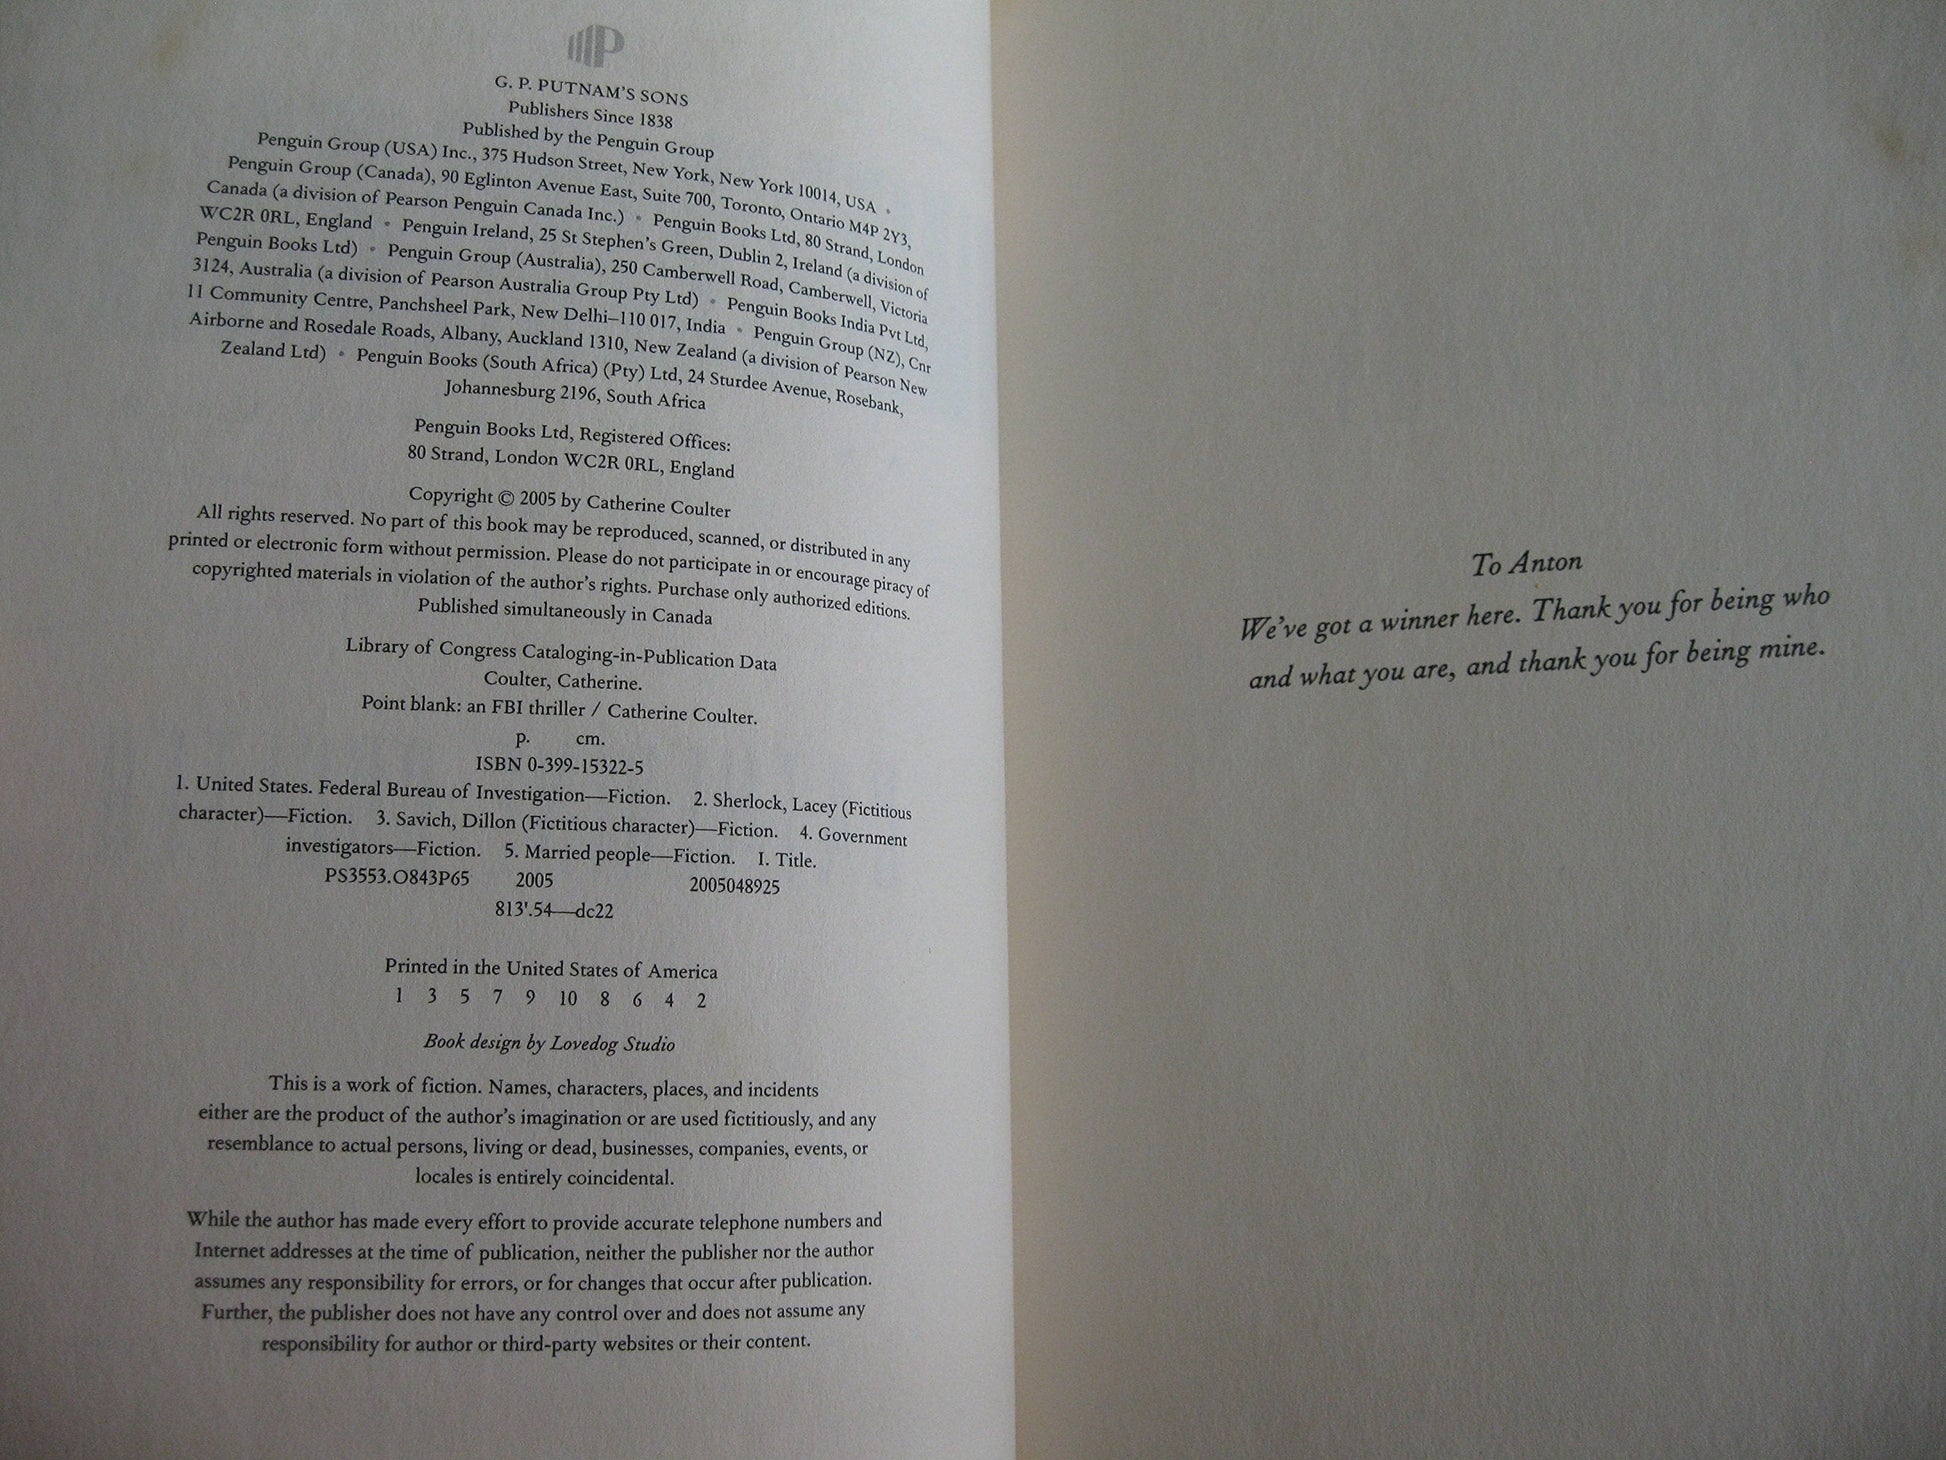 G. P. PUTNAM'S SONS
Publishers Since 1838
Published by the Penguin Group
Penguin Group (USA) Inc., 375 Hudson Street, New York, New York 10014, USA •
Penguin Group (Canada), 90 Eglinton Avenue East, Suite 700, Toronto, Ontario M4P 2Y3,
Canada (a division of Pearson Penguin Canada Inc.) • Penguin Books Ltd, 80 Strand, London
WC2R 0RL, England • Penguin Ireland, 25 St Stephen's Green, Dublin 2, Ireland (a division of
Penguin Books Ltd) • Penguin Group (Australia), 250 Camberwell Road, Camberwell, Victoria
3124, Australia (a division of Pearson Australia Group Pty Ltd) • Penguin Books India Pvt Ltd,
11 Community Centre, Panchsheel Park, New Delhi–110 017, India • Penguin Group (NZ), Cnr
Airborne and Rosedale Roads, Albany, Auckland 1310, New Zealand (a division of Pearson New
Zealand Ltd) • Penguin Books (South Africa) (Pty) Ltd, 24 Sturdee Avenue, Rosebank,
Johannesburg 2196, South Africa
Penguin Books Ltd, Registered Offices:
80 Strand, London WC2R 0RL, England
Copyright © 2005 by Catherine Coulter
All rights reserved. No part of this book may be reproduced, scanned, or distributed in any
printed or electronic form without permission. Please do not participate in or encourage piracy of
copyrighted materials in violation of the author's rights. Purchase only authorized editions.
Published simultaneously in Canada
Library of Congress Cataloging-in-Publication Data
Coulter, Catherine.
Point blank: an FBI thriller / Catherine Coulter.
p. cm.
ISBN 0-399-15322-5
1. United States. Federal Bureau of Investigation—Fiction. 2. Sherlock, Lacey (Fictitious
character)—Fiction. 3. Savich, Dillon (Fictitious character)—Fiction. 4. Government
investigators—Fiction. 5. Married people—Fiction. I. Title.
PS3553.O843P65 2005 2005048925
813'.54—dc22
Printed in the United States of America
1 3 5 7 9 10 8 6 4 2
Book design by Lovedog Studio
This is a work of fiction. Names, characters, places, and incidents
either are the product of the author's imagination or are used fictitiously, and any
resemblance to actual persons, living or dead, businesses, companies, events, or
locales is entirely coincidental.
While the author has made every effort to provide accurate telephone numbers and
Internet addresses at the time of publication, neither the publisher nor the author
assumes any responsibility for errors, or for changes that occur after publication.
Further, the publisher does not have any control over and does not assume any
responsibility for author or third-party websites or their content.
To Anton
We've got a winner here. Thank you for being who
and what you are, and thank you for being mine.